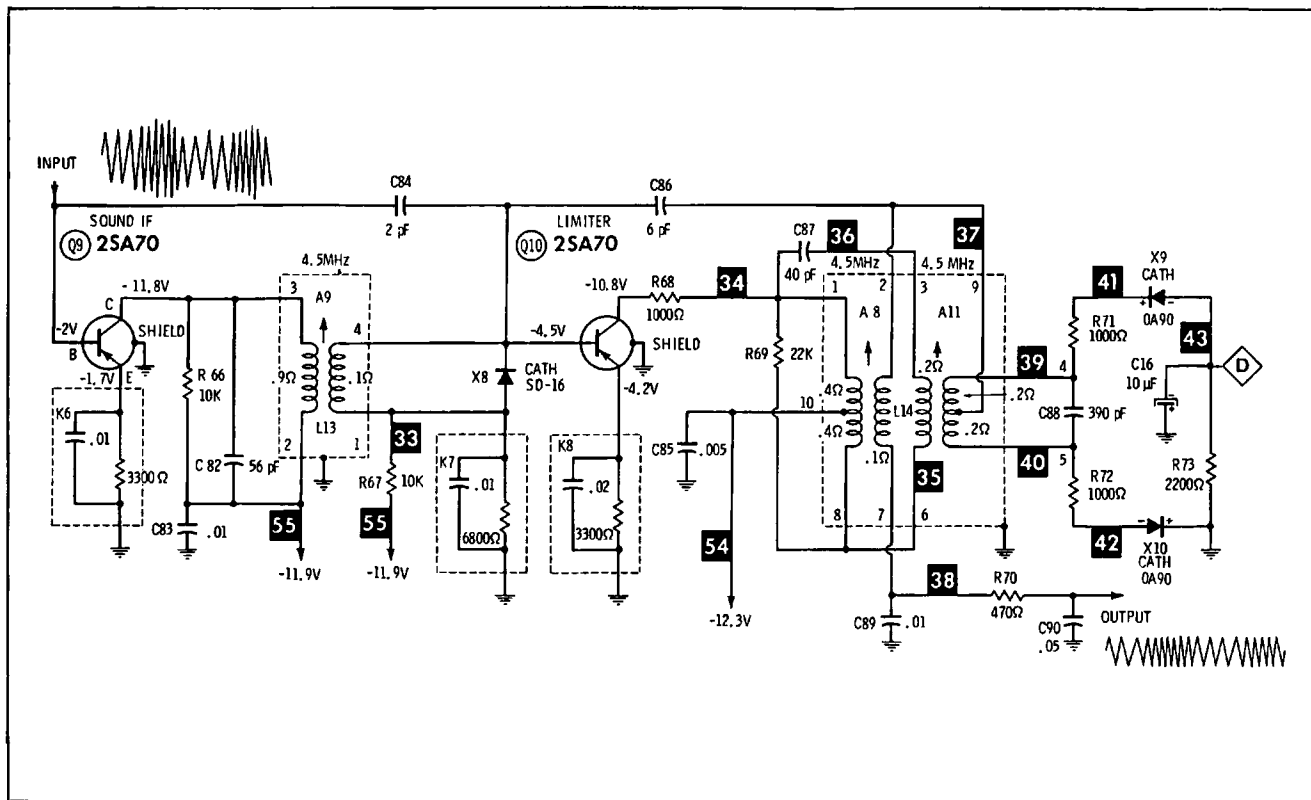 INPUT
SOUND IF
Q9 2SA70
C84
2 pF
C86
6 pF
LIMITER
Q10 2SA70
C87
40 pF
36
37
4.5MHz
4.5 MHz
-11.8V
C
-2V
B
SHIELD
-1.7V
E
K6
.01
3300Ω
R 66
10K
C 82
56 pF
C83
.01
4.5MHz
3
A9
4
.9Ω
.1Ω
L13
2
1
55
-11.9V
33
R67
10K
55
-11.9V
X8
CATH
SD-16
K7
.01
6800Ω
-4.5V
-10.8V
SHIELD
-4.2V
K8
.02
3300Ω
R68
1000Ω
34
R69
22K
C85
.005
54
-12.3V
1
2
3
9
A 8
A11
10
.4Ω
.4Ω
L14
.1Ω
.2Ω
.2Ω
.2Ω
35
8
7
6
38
C89
.01
R70
470Ω
C90
.05
OUTPUT
39
4
C88
390 pF
40
5
41
R71
1000Ω
R72
1000Ω
42
X9
CATH
0A90
X10
CATH
0A90
43
C16
10 μF
D
R73
2200Ω